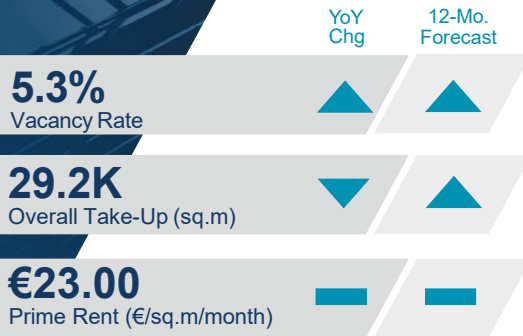 YoY Chg
12-Mo. Forecast
5.3%
Vacancy Rate
29.2K
Overall Take-Up (sq.m)
€23.00
Prime Rent (€/sq.m/month)